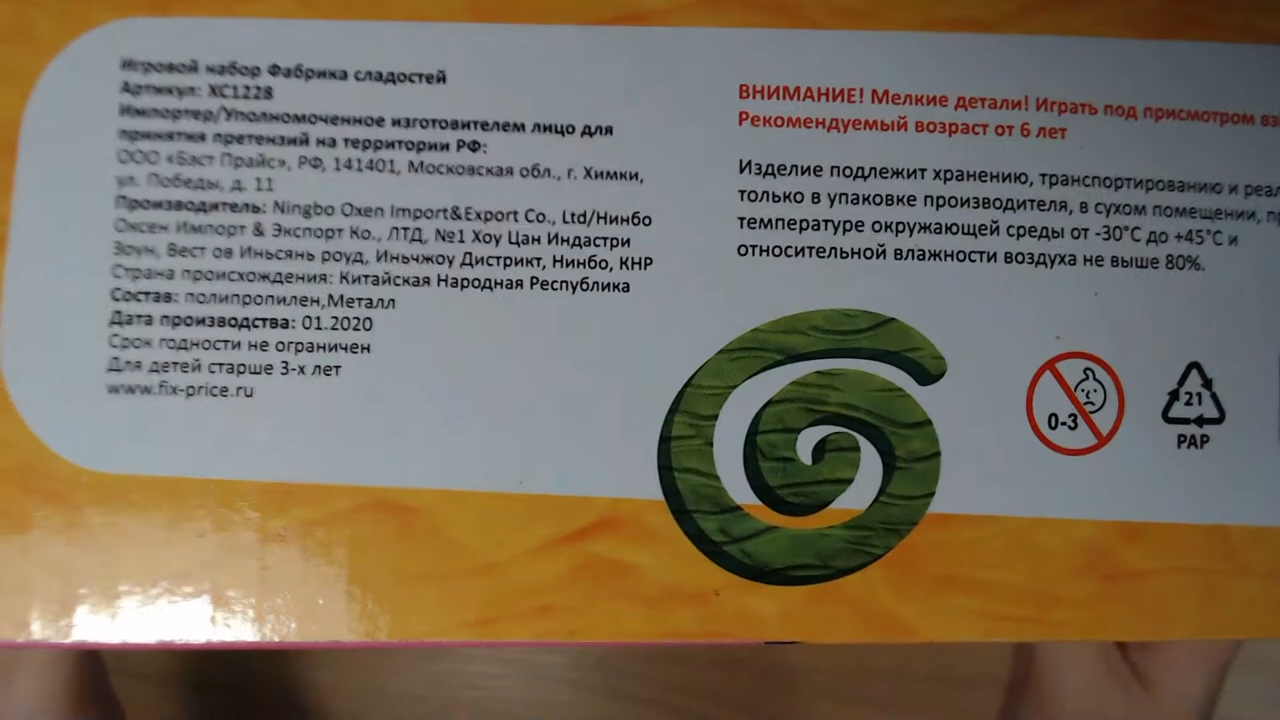 Игровой набор Фабрика сладостей
Артикул: XC1228
Импортер/Уполномоченное изготовителем лицо для
принятия претензий на территории РФ:
ООО «Баст Прайс», РФ, 141401, Московская обл., г. Химки,
ул. Победы, д. 11
Производитель: Ningbo Oxen Import&Export Co., Ltd/Нинбо
Оксен Импорт & Экспорт Ко., ЛТД, №1 Хоу Цан Индастри
Зоун, Вест ов Иньсянь роуд, Иньчжоу Дистрикт, Нинбо, КНР
Страна происхождения: Китайская Народная Республика
Состав: полипропилен,Металл
Дата производства: 01.2020
Срок годности не ограничен
Для детей старше 3-х лет
www.fix-price.ru
ВНИМАНИЕ! Мелкие детали! Играть под присмотром
Рекомендуемый возраст от 6 лет
Изделие подлежит хранению, транспортированию и
только в упаковке производителя, в сухом помещении,
температуре окружающей среды от -30°C до +45°C и
относительной влажности воздуха не выше 80%.
0-3
21
PAP